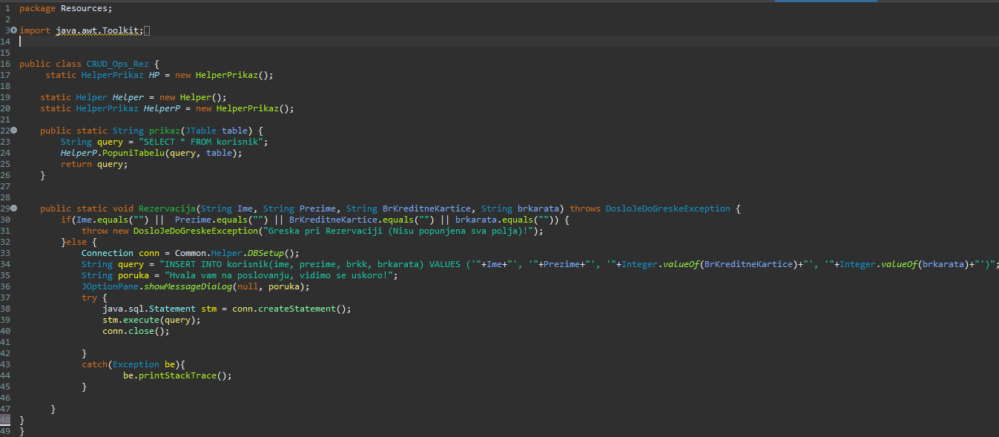 1 package Resources;
2
3 import java.awt.Toolkit;
14
15
16 public class CRUD_Ops_Rez {
17 static HelperPrikaz HP = new HelperPrikaz();
18
19 static Helper Helper = new Helper();
20 static HelperPrikaz HelperP = new HelperPrikaz();
21
22 public static String prikaz(JTable table) {
23 String query = "SELECT * FROM korisnik";
24 HelperP.PopuniTabelu(query, table);
25 return query;
26 }
27
28
29 public static void Rezervacija(String Ime, String Prezime, String BrKreditneKartice, String brkarata) throws DosloJeDoGreskeException {
30 if(Ime.equals("") ||  Prezime.equals("") || BrKreditneKartice.equals("") || brkarata.equals("")) {
31 throw new DosloJeDoGreskeException("Greska pri Rezervaciji (Nisu popunjena sva polja)!");
32 }else {
33 Connection conn = Common.Helper.DBSetup();
34 String query = "INSERT INTO korisnik(ime, prezime, brkk, brkarata) VALUES ('"+Ime+"', '"+Prezime+"', '"+Integer.valueOf(BrKreditneKartice)+"', '"+Integer.valueOf(brkarata)+"')";
35 String poruka = "Hvala vam na poslovanju, vidimo se uskoro!";
36 JOptionPane.showMessageDialog(null, poruka);
37 try {
38 java.sql.Statement stm = conn.createStatement();
39 stm.execute(query);
40 conn.close();
41
42 }
43 catch(Exception be){
44 be.printStackTrace();
45 }
46
47 }
48 }
49 }